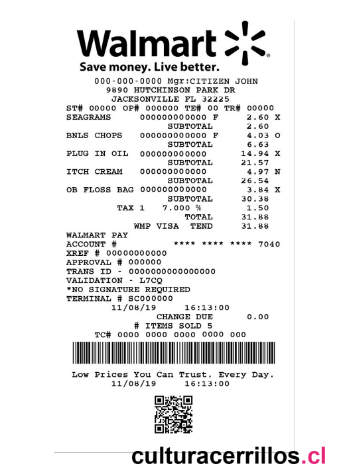 Walmart
Save money. Live better.
000-000-0000 Mgr:CITIZEN JOHN
9890 HUTCHINSON PARK DR
JACKSONVILLE FL 32225
ST# 00000 OP# 000000 TE# 00 TR# 00000
SEAGRAMS 000000000000 F 2.60 X
SUBTOTAL 2.60
BNLS CHOPS 000000000000 F 4.03 O
SUBTOTAL 6.63
PLUG IN OIL 000000000000 14.94 X
SUBTOTAL 21.57
ITCH CREAM 000000000000 4.97 N
SUBTOTAL 26.54
OB FLOSS BAG 000000000000 3.84 X
SUBTOTAL 30.38
TAX 1 7.000 % 1.50
TOTAL 31.88
WMP VISA TEND 31.88
WALMART PAY
ACCOUNT # **** **** **** 7040
XREF # 00000000000
APPROVAL # 000000
TRANS ID - 0000000000000000
VALIDATION - L7CQ
*NO SIGNATURE REQUIRED
TERMINAL # SC000000
11/08/19 16:13:00
CHANGE DUE 0.00
# ITEMS SOLD 5
TC# 0000 0000 0000 0000 000
Low Prices You Can Trust. Every Day.
11/08/19 16:13:00
culturacerrillos.cl